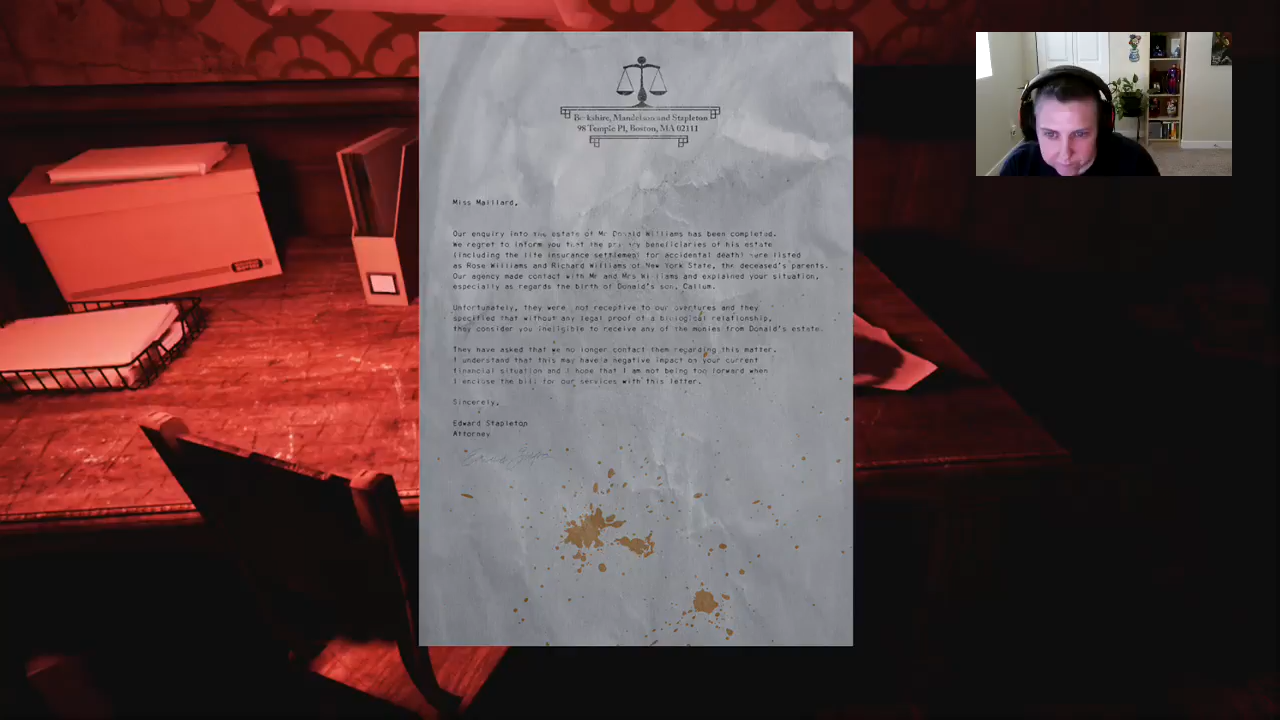 Berkshire, Mandelson and Stapleton
98 Temple Pl, Boston, MA 02111
Miss Maillard,
Our enquiry into the estate of Mr Donald Williams has been completed.
We regret to inform you that the primary beneficiaries of his estate
(including the life insurance settlement for accidental death) were listed
as Rose Williams and Richard Williams of New York State, the deceased's parents.
Our agency made contact with Mr and Mrs Williams and explained your situation,
especially as regards the birth of Donald's son, Callum.
Unfortunately, they were not receptive to our overtures and they
specified that without any legal proof of a biological relationship,
they consider you ineligible to receive any of the monies from Donald's estate.
They have asked that we no longer contact them regarding this matter.
I understand that this may have a negative impact on your current
financial situation and I hope that I am not being too forward when
I enclose the bill for our services with this letter.
Sincerely,
Edward Stapleton
Attorney